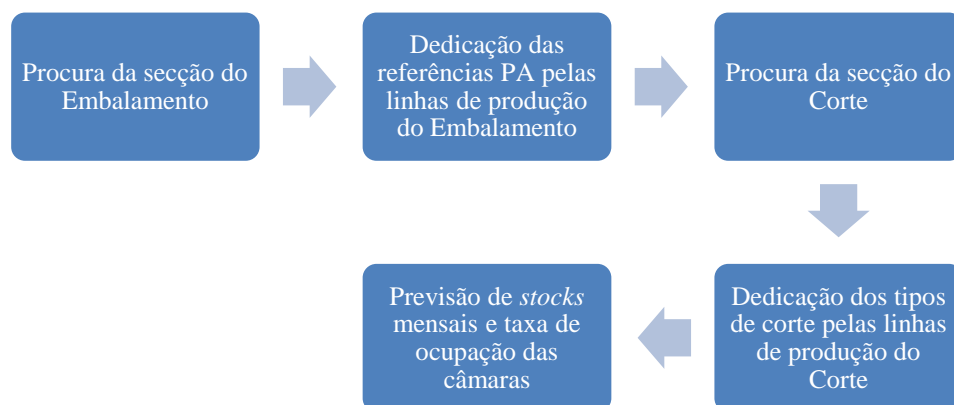 Procura da secção do
Embalamento
Dedicação das
referências PA pelas
linhas de produção
do Embalamento
Procura da secção do
Corte
Dedicação dos tipos
de corte pelas linhas
de produção do
Corte
Previsão de stocks
mensais e taxa de
ocupação das
câmaras